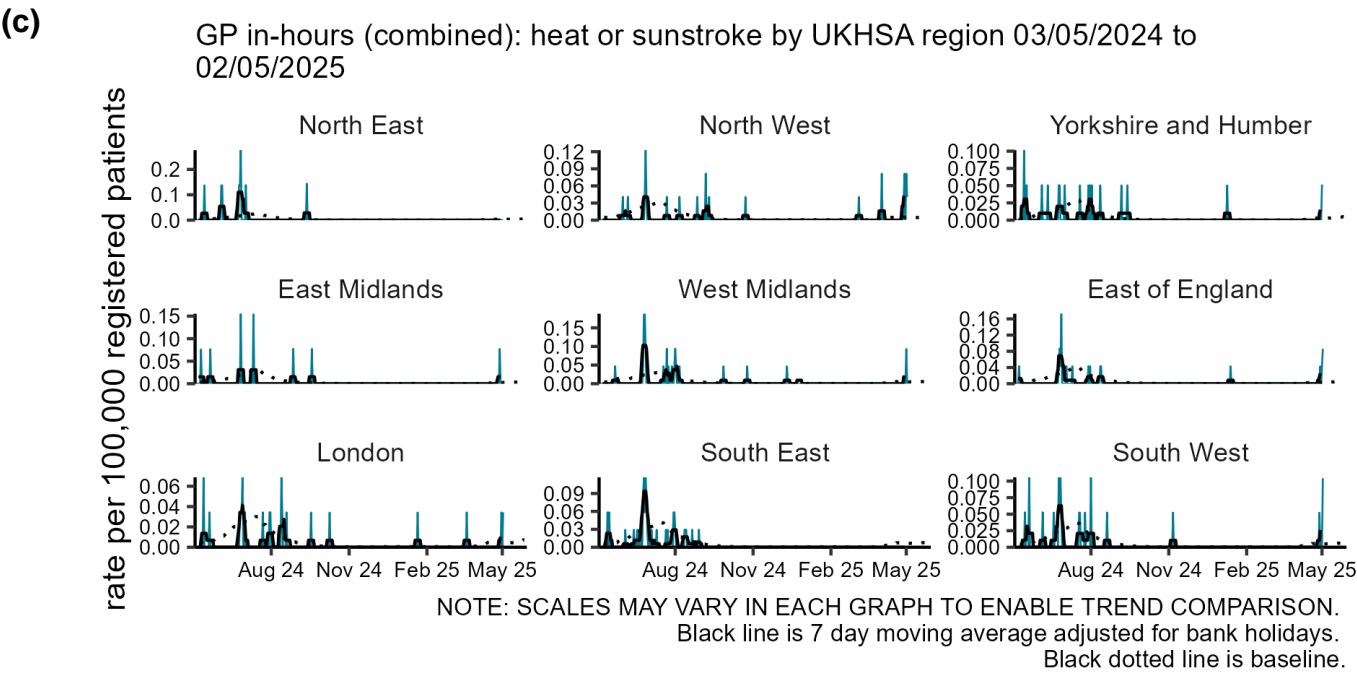 (c)
GP in-hours (combined): heat or sunstroke by UKHSA region 03/05/2024 to
02/05/2025
rate per 100,000 registered patients
North East
0.2
0.1
0.0
North West
0.12
0.09
0.06
0.03
0.00
Yorkshire and Humber
0.100
0.075
0.050
0.025
0.000
East Midlands
0.15
0.10
0.05
0.00
West Midlands
0.15
0.10
0.05
0.00
East of England
0.16
0.12
0.08
0.04
0.00
London
0.06
0.04
0.02
0.00
South East
0.09
0.06
0.03
0.00
South West
0.100
0.075
0.050
0.025
0.000
Aug 24 Nov 24 Feb 25 May 25
Aug 24 Nov 24 Feb 25 May 25
Aug 24 Nov 24 Feb 25 May 25
NOTE: SCALES MAY VARY IN EACH GRAPH TO ENABLE TREND COMPARISON.
Black line is 7 day moving average adjusted for bank holidays.
Black dotted line is baseline.